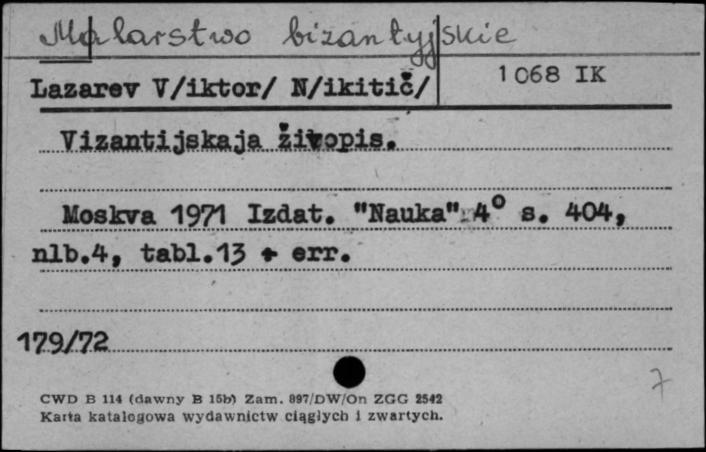 Malarstwo bizantyjskie
Lazarev V/iktor/ N/ikitič/ 1068 IK
Vizantijskaja živopis.
Moskva 1971 Izdat. "Nauka" 4° s. 404,
nlb.4, tabl.13 + err.
179/72
7
CWD B 114 (dawny B 15b) Zam. 897/DW/On ZGG 2542
Karta katalogowa wydawnictw ciągłych i zwartych.